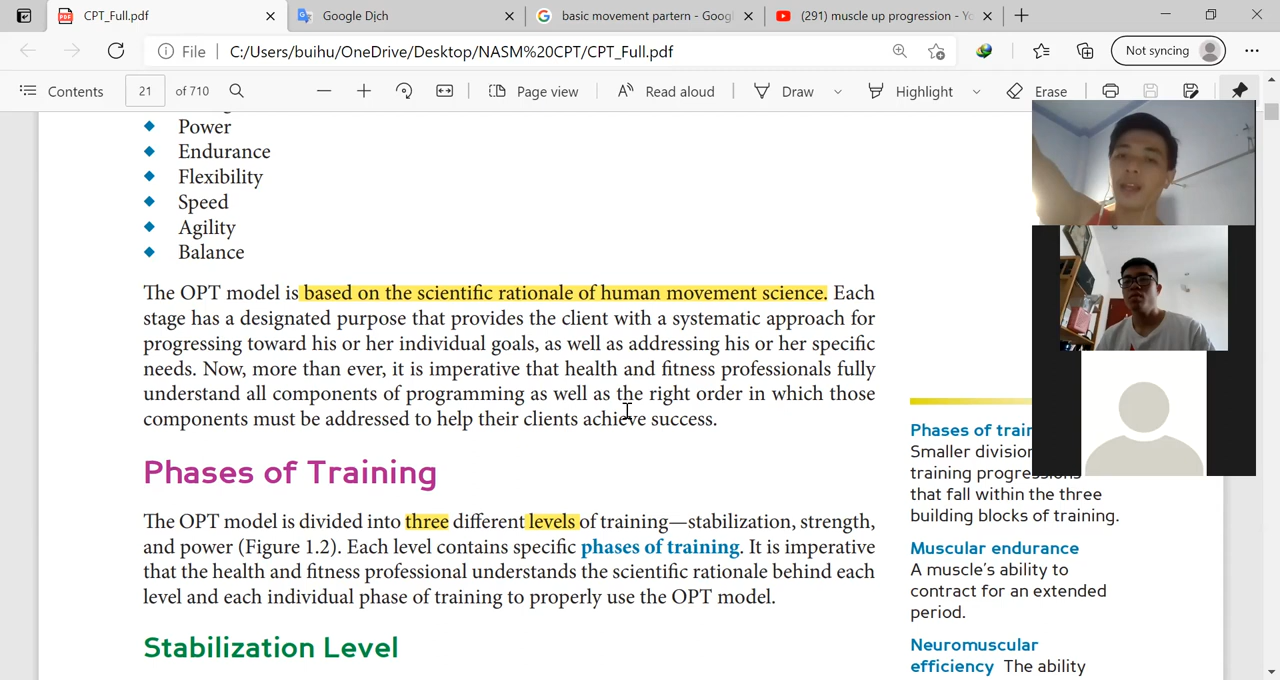 CPT_Full.pdf
Google Dịch
basic movement partern - Googl
(291) muscle up progression - Yo
File
C:/Users/buihu/OneDrive/Desktop/NASM%20CPT/CPT_Full.pdf
Not syncing
Contents
21
of 710
Page view
Read aloud
Draw
Highlight
Erase
Power
Endurance
Flexibility
Speed
Agility
Balance
The OPT model is based on the scientific rationale of human movement science. Each
stage has a designated purpose that provides the client with a systematic approach for
progressing toward his or her individual goals, as well as addressing his or her specific
needs. Now, more than ever, it is imperative that health and fitness professionals fully
understand all components of programming as well as the right order in which those
components must be addressed to help their clients achieve success.
Phases of Training
The OPT model is divided into three different levels of training—stabilization, strength,
and power (Figure 1.2). Each level contains specific phases of training. It is imperative
that the health and fitness professional understands the scientific rationale behind each
level and each individual phase of training to properly use the OPT model.
Stabilization Level
Phases of train
Smaller division
training progressions
that fall within the three
building blocks of training.
Muscular endurance
A muscle's ability to
contract for an extended
period.
Neuromuscular
efficiency The ability